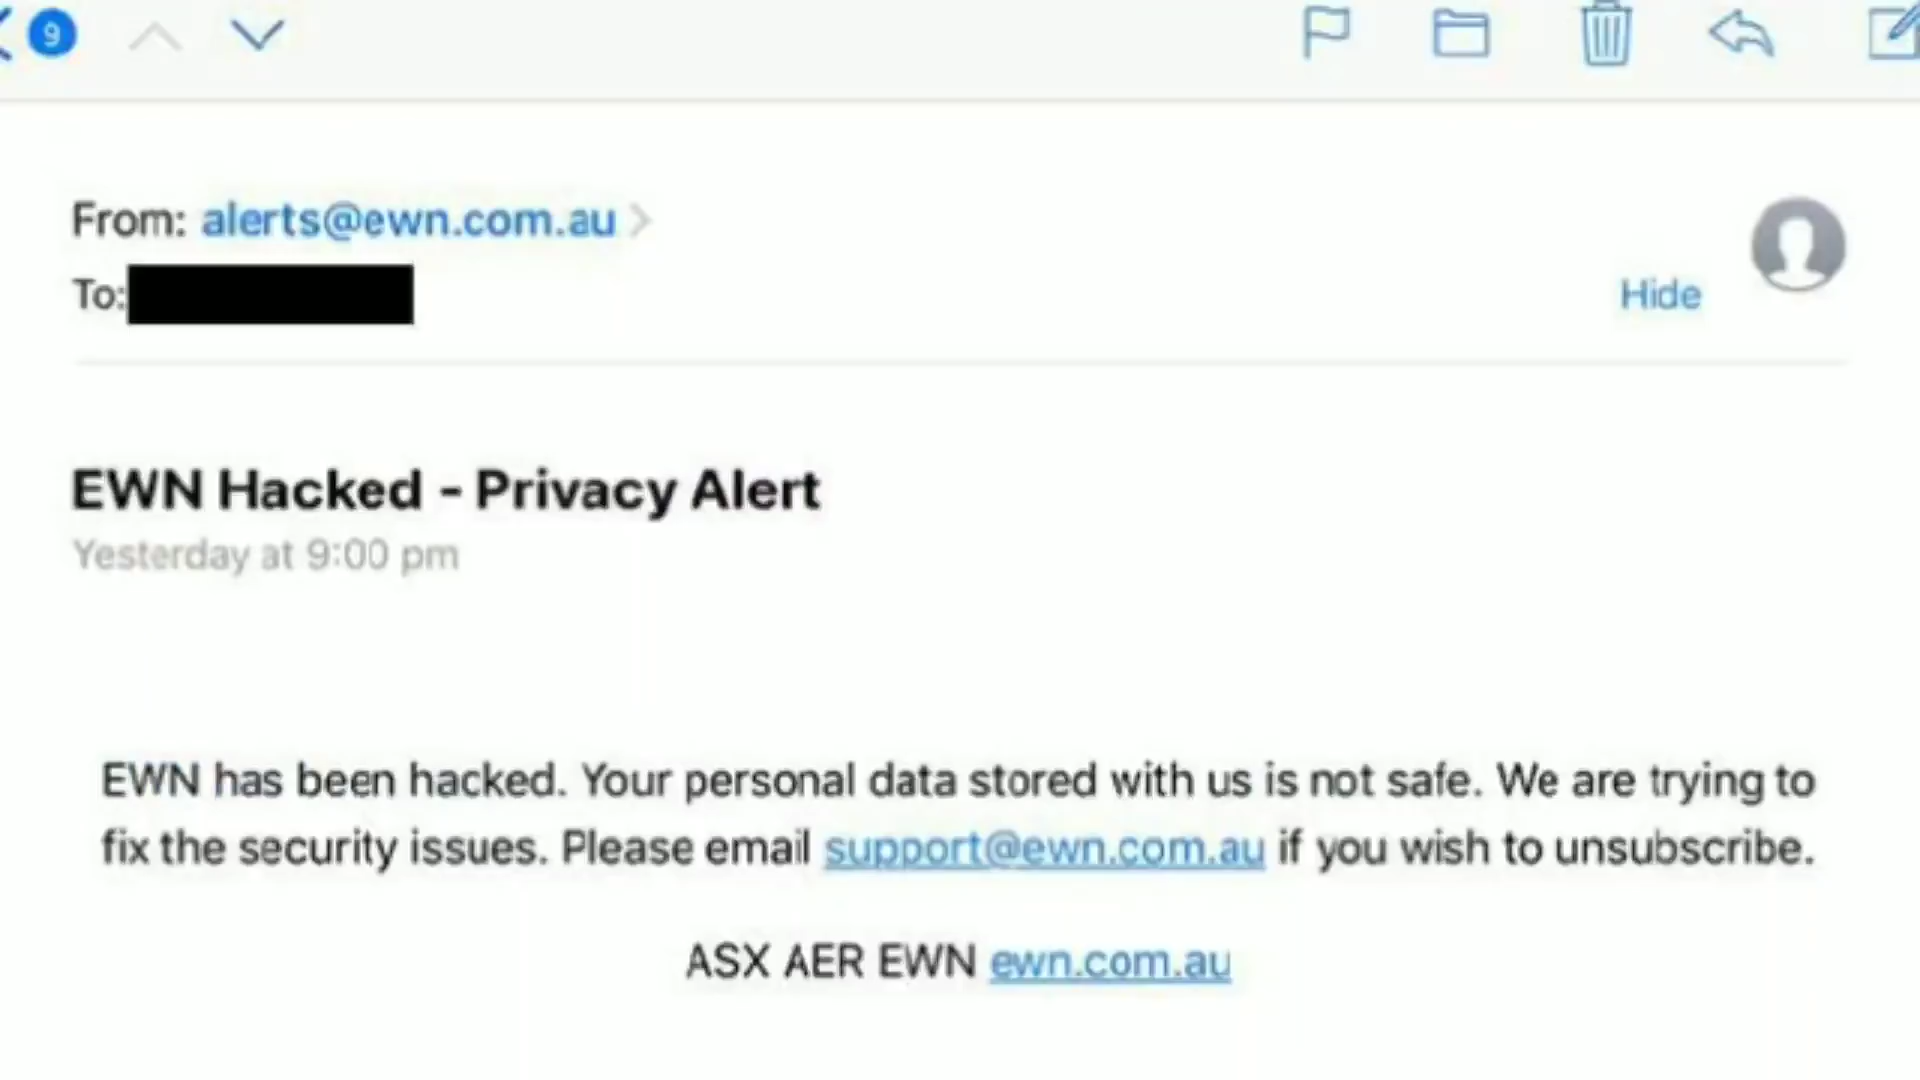 9
From: alerts@ewn.com.au
To:
Hide
EWN Hacked - Privacy Alert
Yesterday at 9:00 pm
EWN has been hacked. Your personal data stored with us is not safe. We are trying to
fix the security issues. Please email support@ewn.com.au if you wish to unsubscribe.
ASX AER EWN ewn.com.au